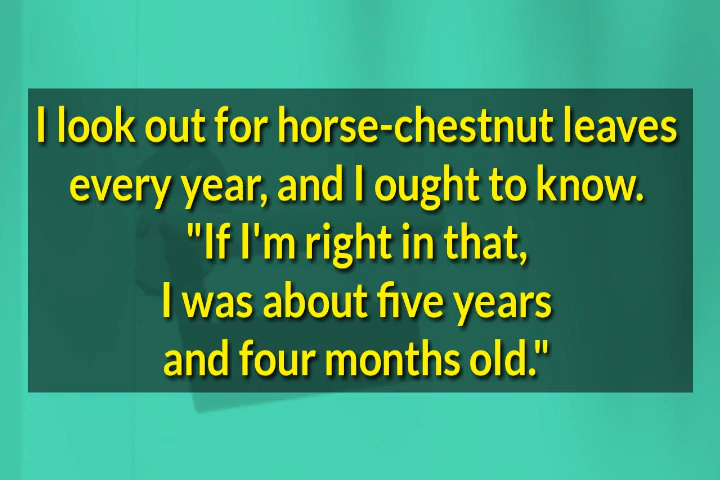 I look out for horse-chestnut leaves
every year, and I ought to know.
"If I'm right in that,
I was about five years
and four months old."